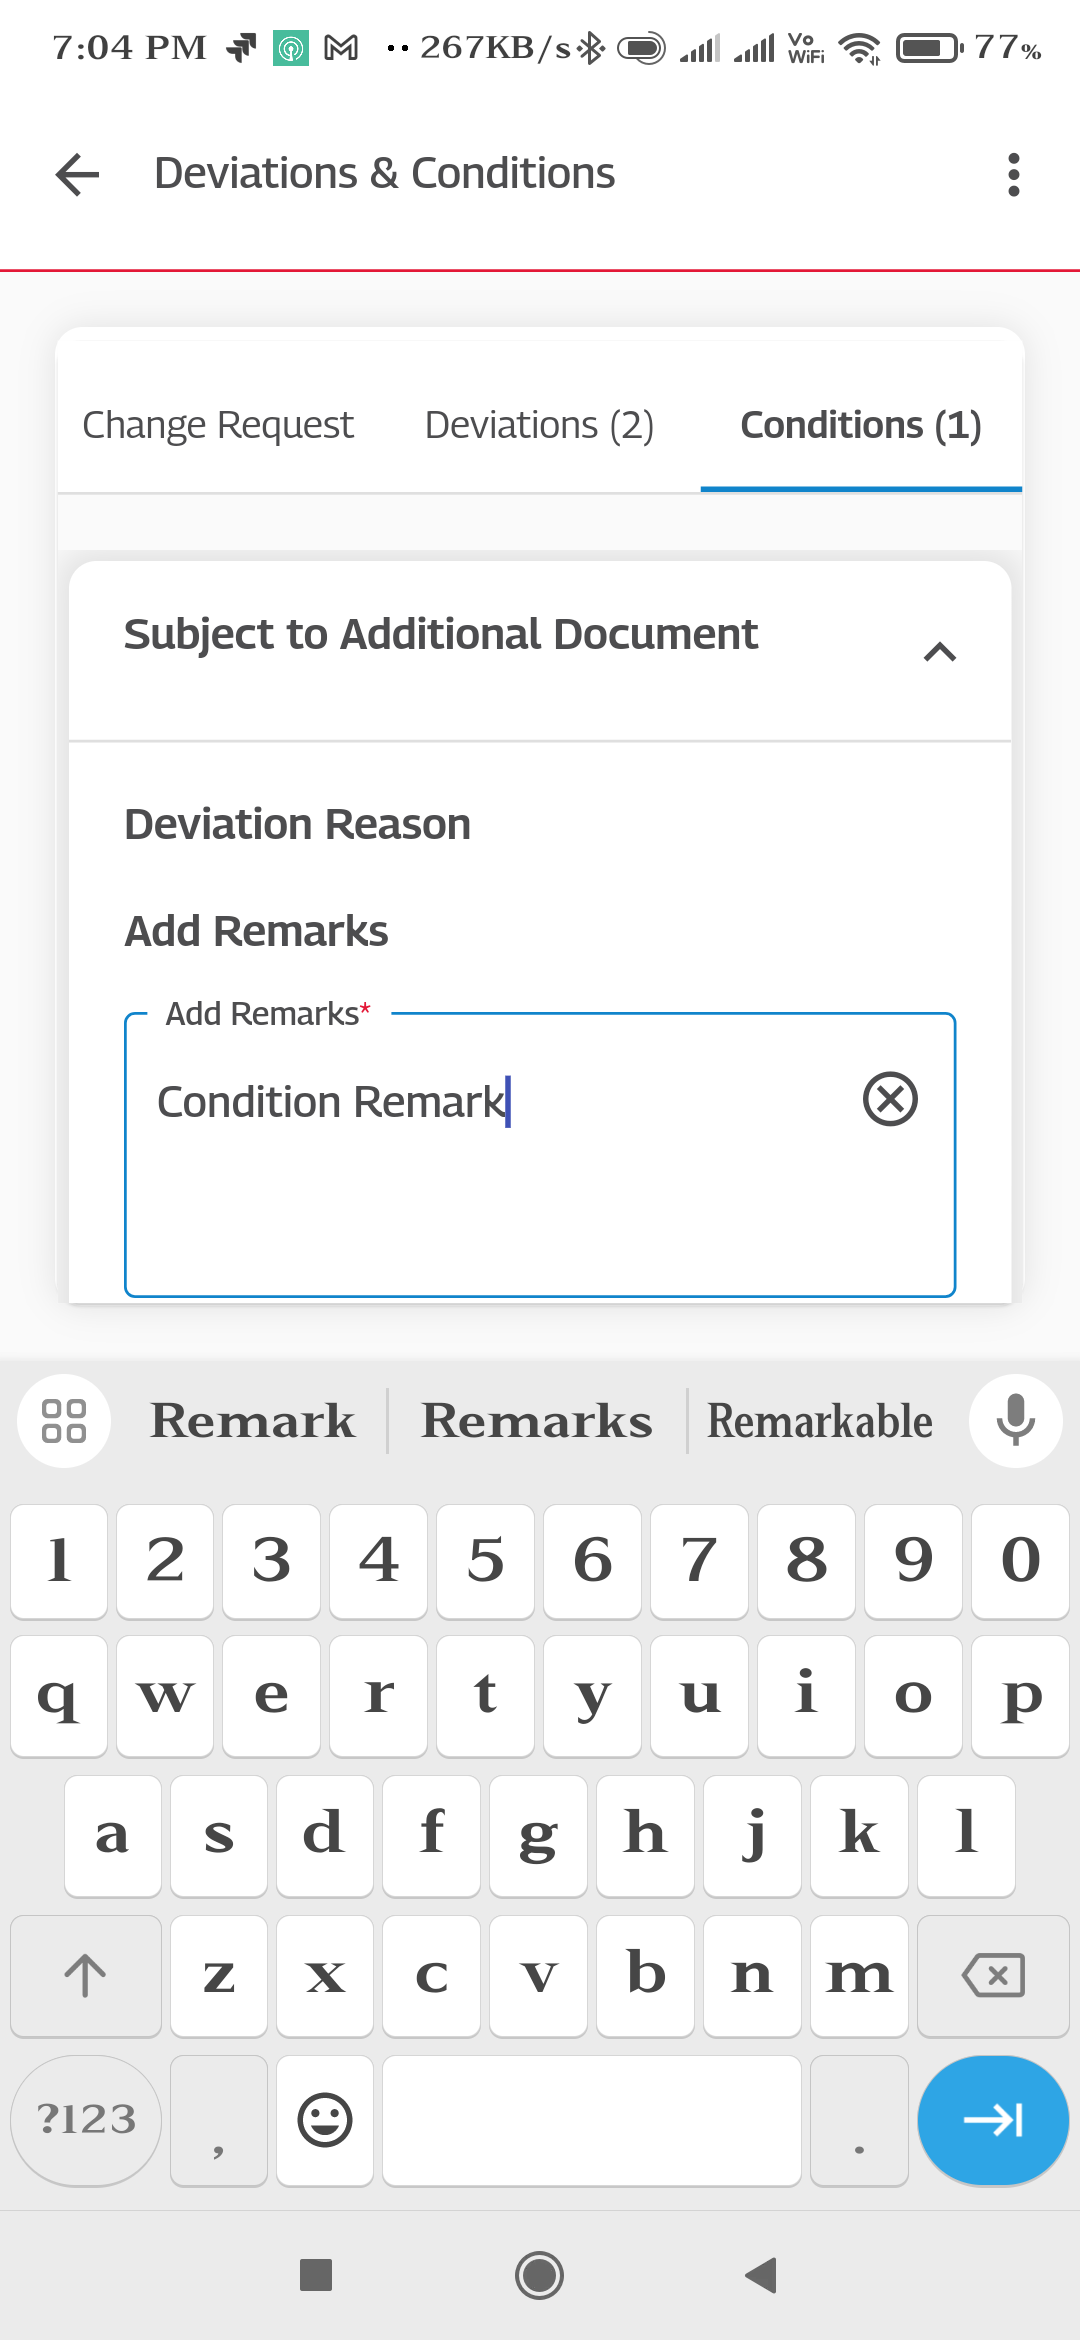 7:04 PM 267KB/s Vo WiFi 77%
Deviations & Conditions
Change Request Deviations (2) Conditions (1)
Subject to Additional Document
Deviation Reason
Add Remarks
Add Remarks*
Condition Remark
Remark Remarks Remarkable
1 2 3 4 5 6 7 8 9 0
q w e r t y u i o p
a s d f g h j k l
z x c v b n m
?123 , .